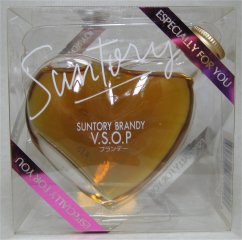 ESPECIALLY FOR YOU
Suntory
SUNTORY BRANDY
V.S.O.P
ブランデー
ESPECIALLY FOR YOU